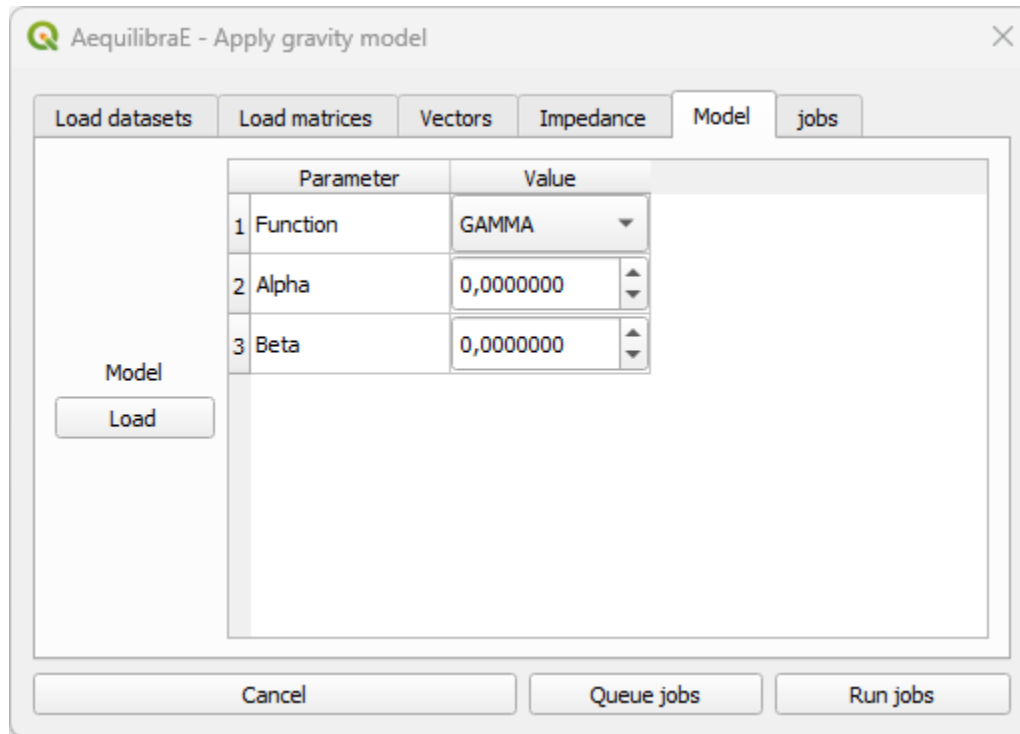 AequilibraE - Apply gravity model
Load datasets Load matrices Vectors Impedance Model jobs
Parameter Value
1 Function GAMMA
2 Alpha 0,0000000
3 Beta 0,0000000
Model
Load
Cancel Queue jobs Run jobs